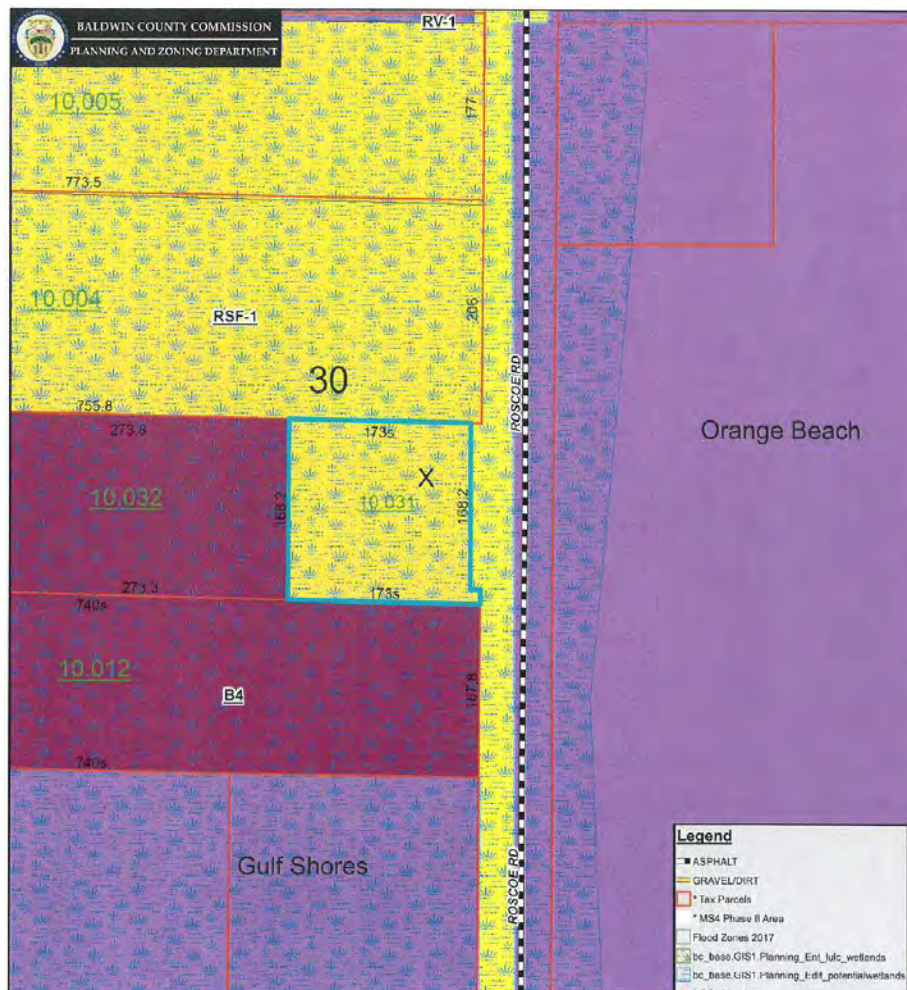 BALDWIN COUNTY COMMISSION
PLANNING AND ZONING DEPARTMENT
RV-1
10,005
177
773.5
10.004
206
RSF-1
30
ROSCOE RD
755.8
273.8
173s
Orange Beach
10.032
168.2
X
10.031
168.2
273.3
173s
740s
10.012
B4
167.8
740s
Gulf Shores
ROSCOE RD
Legend
ASPHALT
GRAVEL/DIRT
* Tax Parcels
* MS4 Phase II Area
Flood Zones 2017
bc_base.GIS1.Planning_Ent_lulc_wetlands
bc_base.GIS1.Planning_Edit_potentialwetlands